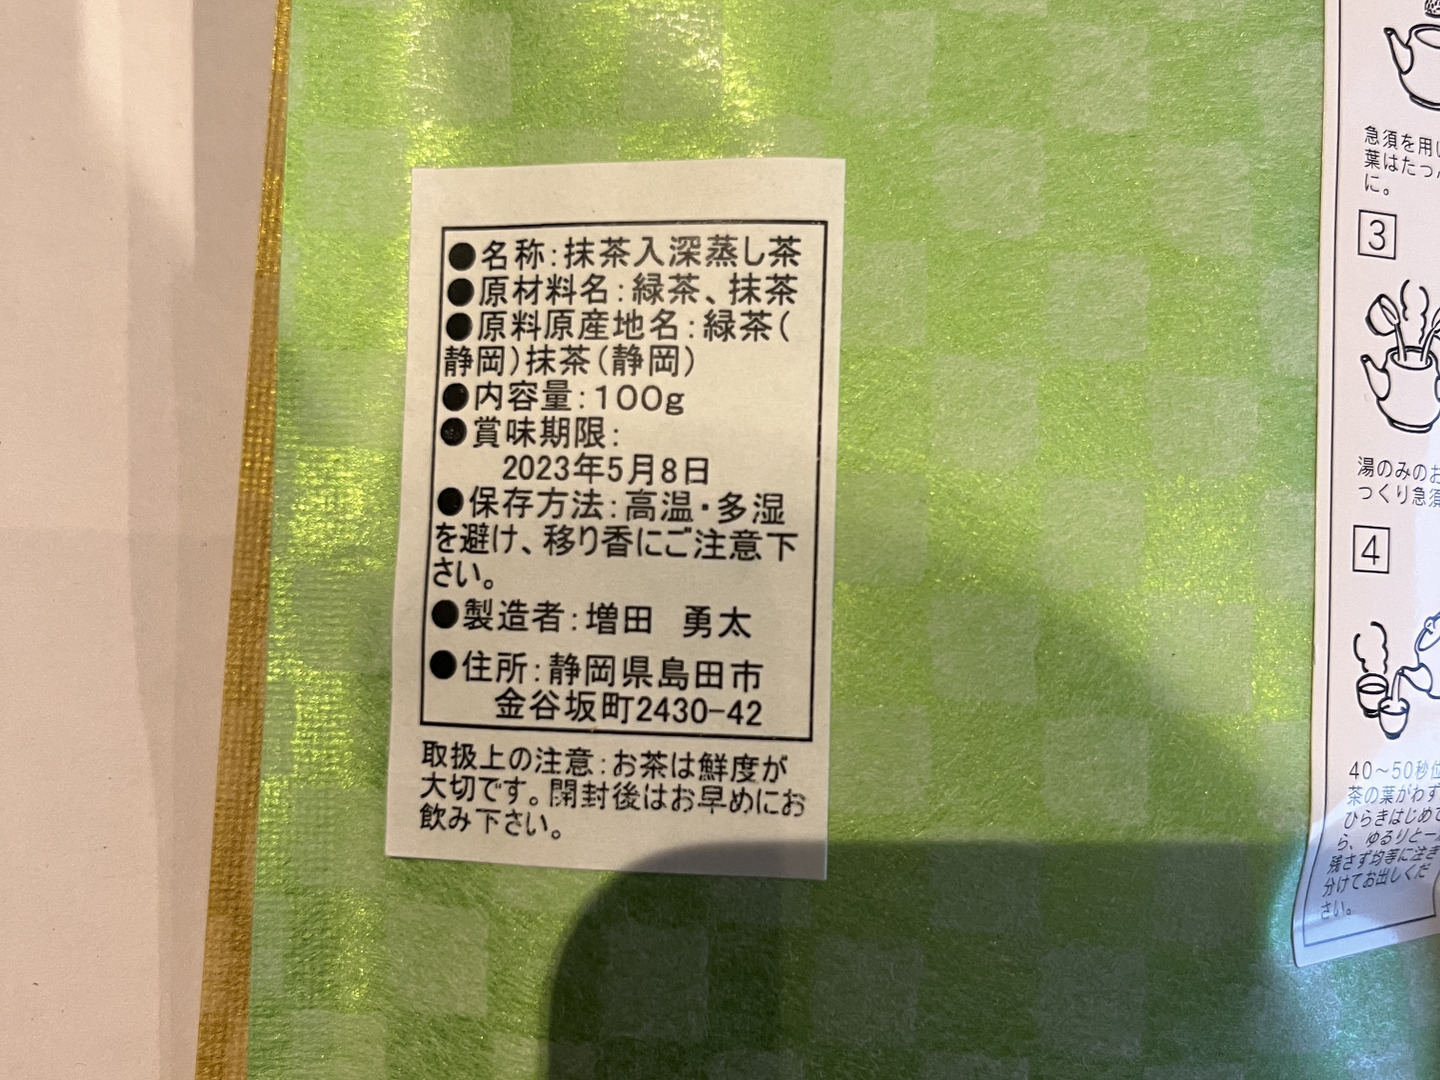 ●名称:抹茶入深蒸し茶
●原材料名:緑茶、抹茶
●原料原産地名:緑茶(
静岡)抹茶(静岡)
●内容量:100g
●賞味期限:
2023年5月8日
●保存方法:高温・多湿
を避け、移り香にご注意下
さい。
●製造者:増田 勇太
●住所:静岡県島田市
金谷坂町2430-42
取扱上の注意:お茶は鮮度が
大切です。開封後はお早めにお
飲み下さい。
急須を用い
葉はたっ
に。
3
湯のみのお
つくり急須
4
40〜50秒位
茶の葉がわず
ひらきはじめて
ら、ゆるりと一
残さず均等に注ぎ
分けてお出しくだ
さい。